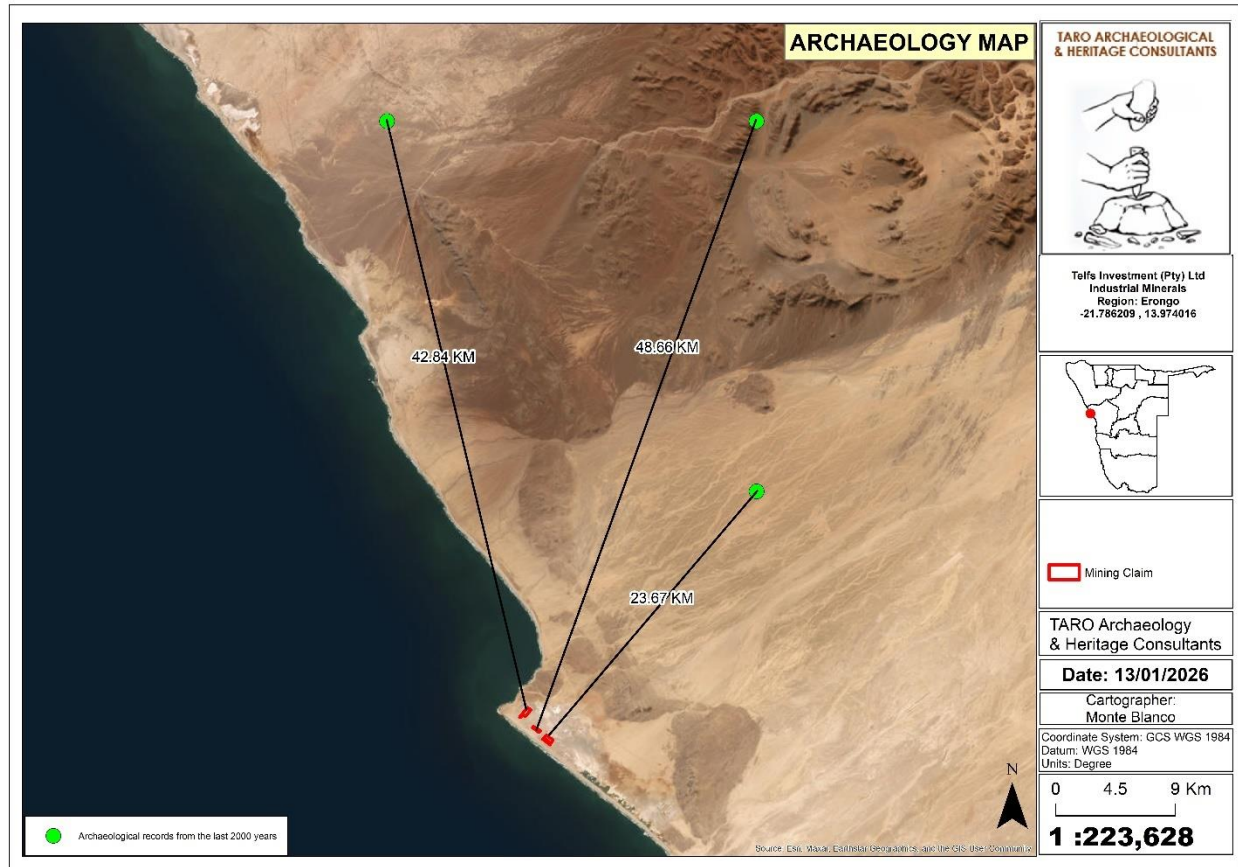 ARCHAEOLOGY MAP
42.84 KM
48.66 KM
23.67 KM
Archaeological records from the last 2000 years
N
Source: Esri, Maxar, Earthstar Geographics, and the GIS User Community
TARO ARCHAEOLOGICAL
& HERITAGE CONSULTANTS
Telfs Investment (Pty) Ltd
Industrial Minerals
Region: Erongo
-21.786209 , 13.974016
Mining Claim
TARO Archaeology
& Heritage Consultants
Date: 13/01/2026
Cartographer:
Monte Blanco
Coordinate System: GCS WGS 1984
Datum: WGS 1984
Units: Degree
0 4.5 9 Km
1 :223,628